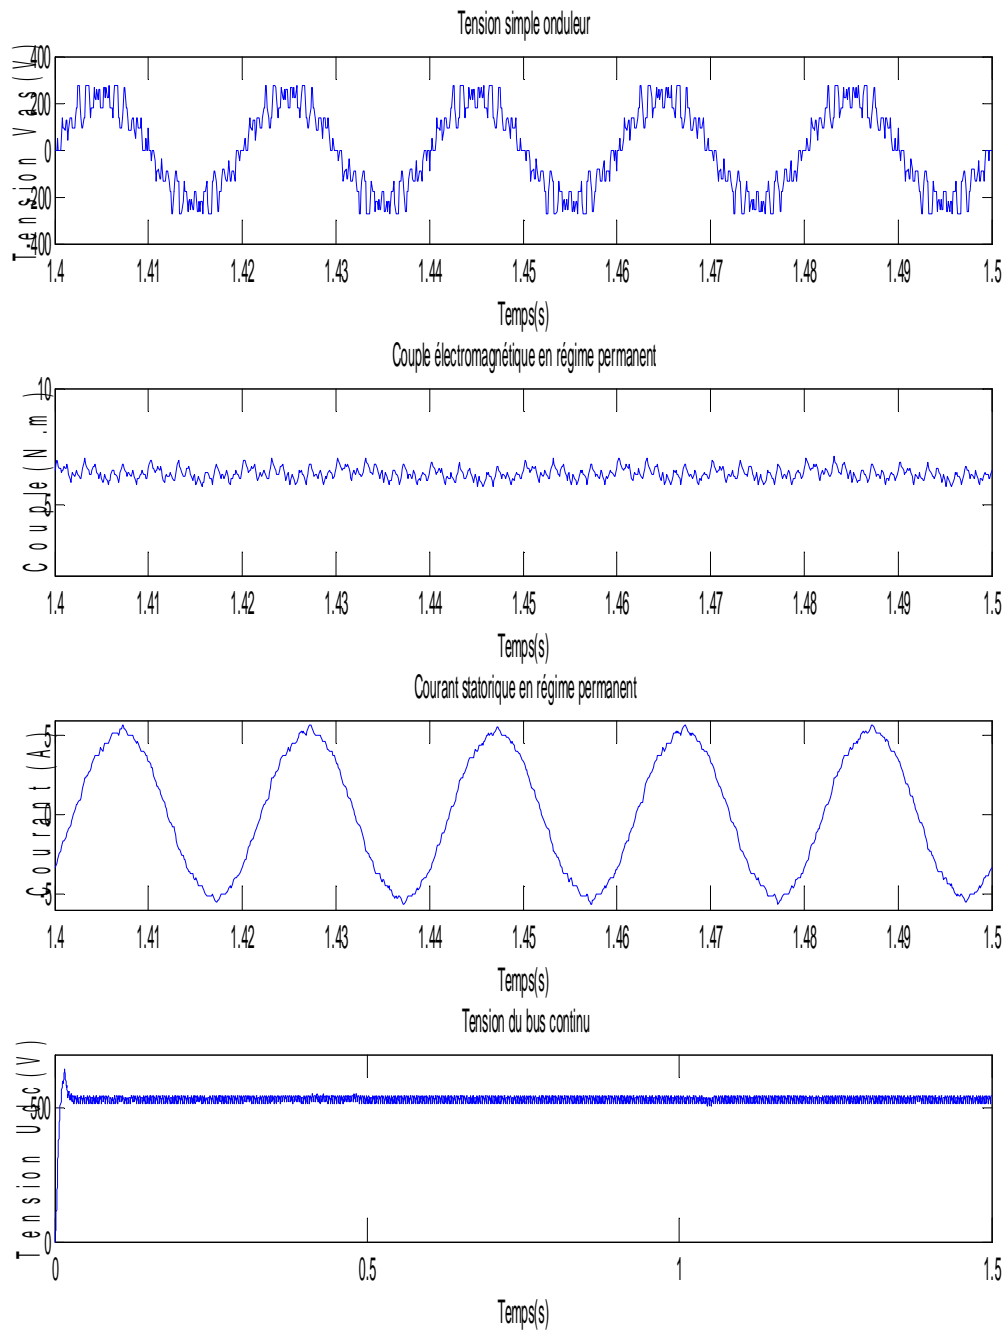 Tension simple onduleur
Tension Vas(V)
400
200
0
-200
-400
1.4 1.41 1.42 1.43 1.44 1.45 1.46 1.47 1.48 1.49 1.5
Temps(s)
Couple électromagnétique en régime permanent
Couple(N.m)
10
5
1.4 1.41 1.42 1.43 1.44 1.45 1.46 1.47 1.48 1.49 1.5
Temps(s)
Courant statorique en régime permanent
Courant(A)
5
0
-5
1.4 1.41 1.42 1.43 1.44 1.45 1.46 1.47 1.48 1.49 1.5
Temps(s)
Tension du bus continu
Tension Udc(V)
500
0
0 0.5 1 1.5
Temps(s)